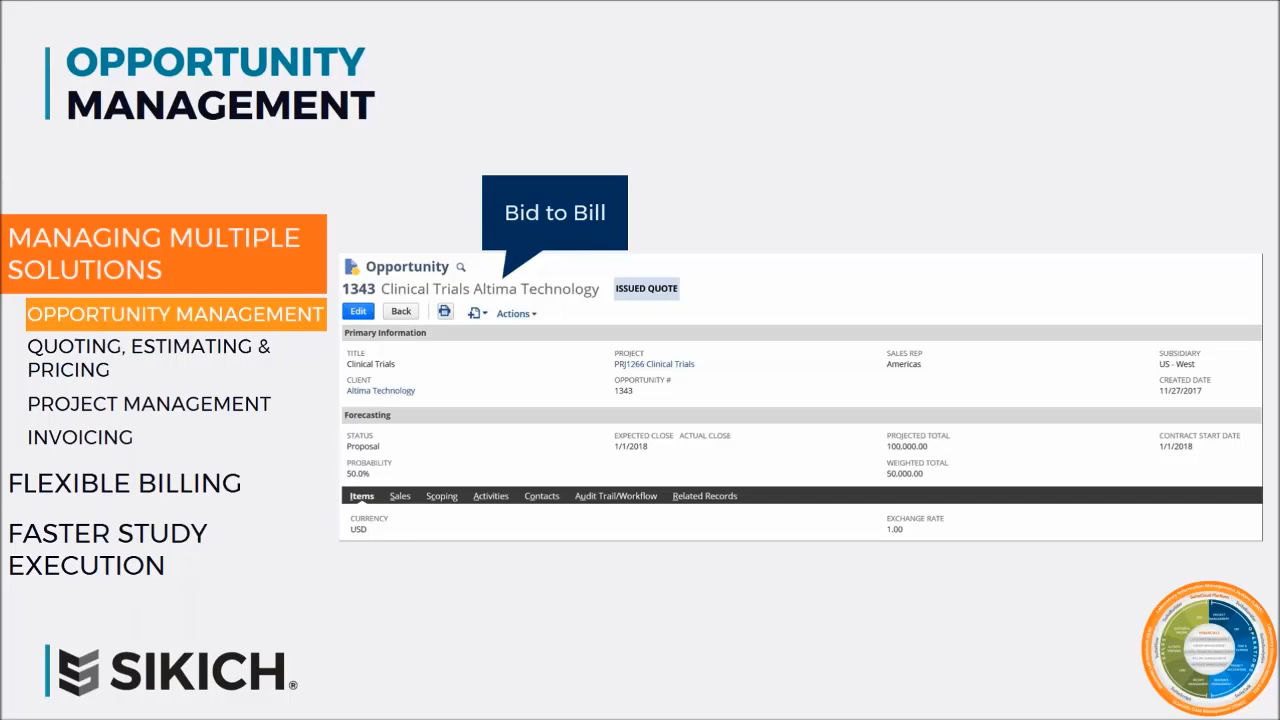 OPPORTUNITY
MANAGEMENT
Bid to Bill
MANAGING MULTIPLE
SOLUTIONS
OPPORTUNITY MANAGEMENT
QUOTING, ESTIMATING &
PRICING
PROJECT MANAGEMENT
INVOICING
FLEXIBLE BILLING
FASTER STUDY
EXECUTION
Opportunity
1343 Clinical Trials Altima Technology ISSUED QUOTE
Edit Back Actions
Primary Information
TITLE PROJECT SALES REP SUBSIDIARY
Clinical Trials PRJ1266 Clinical Trials Americas US - West
CLIENT OPPORTUNITY # CREATED DATE
Altima Technology 1343 11/27/2017
Forecasting
STATUS EXPECTED CLOSE ACTUAL CLOSE PROJECTED TOTAL CONTRACT START DATE
Proposal 1/1/2018 100,000.00 1/1/2018
PROBABILITY WEIGHTED TOTAL
50.0% 50,000.00
Items Sales Scoping Activities Contacts Audit Trail/Workflow Related Records
CURRENCY EXCHANGE RATE
USD 1.00
SIKICH®